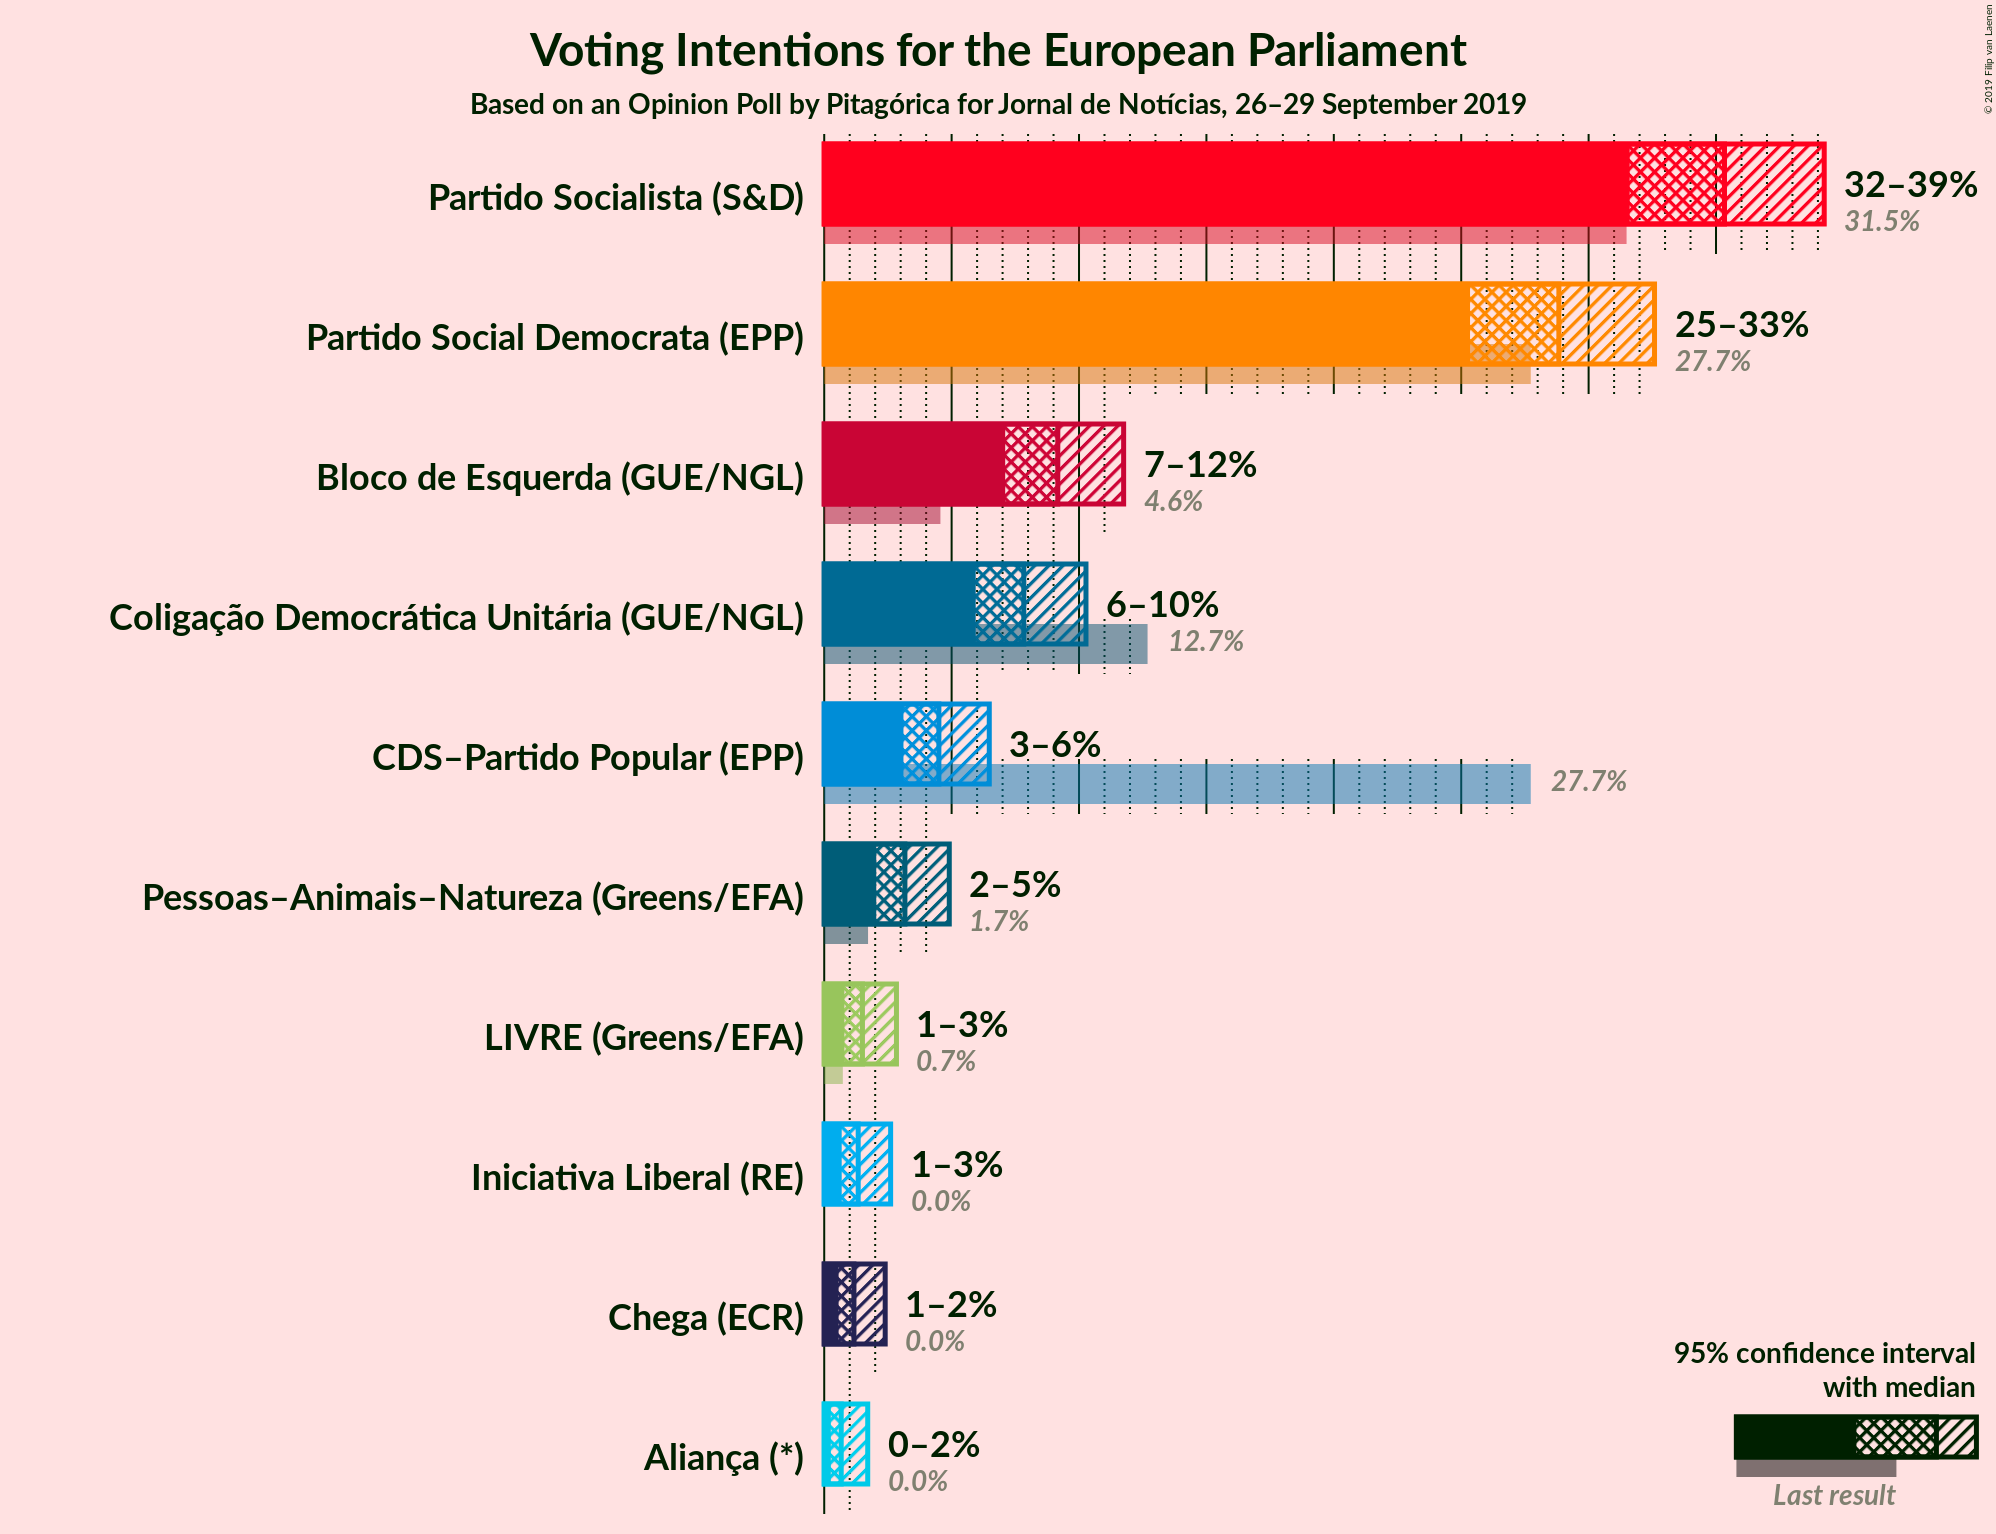 Voting Intentions for the European Parliament
Based on an Opinion Poll by Pitagórica for Jornal de Notícias, 26–29 September 2019
© 2019 Filip van Laenen
Partido Socialista (S&D)
32–39%
31.5%
Partido Social Democrata (EPP)
25–33%
27.7%
Bloco de Esquerda (GUE/NGL)
7–12%
4.6%
Coligação Democrática Unitária (GUE/NGL)
6–10%
12.7%
CDS–Partido Popular (EPP)
3–6%
27.7%
Pessoas–Animais–Natureza (Greens/EFA)
2–5%
1.7%
LIVRE (Greens/EFA)
1–3%
0.7%
Iniciativa Liberal (RE)
1–3%
0.0%
Chega (ECR)
1–2%
0.0%
Aliança (*)
0–2%
0.0%
95% confidence interval
with median
Last result